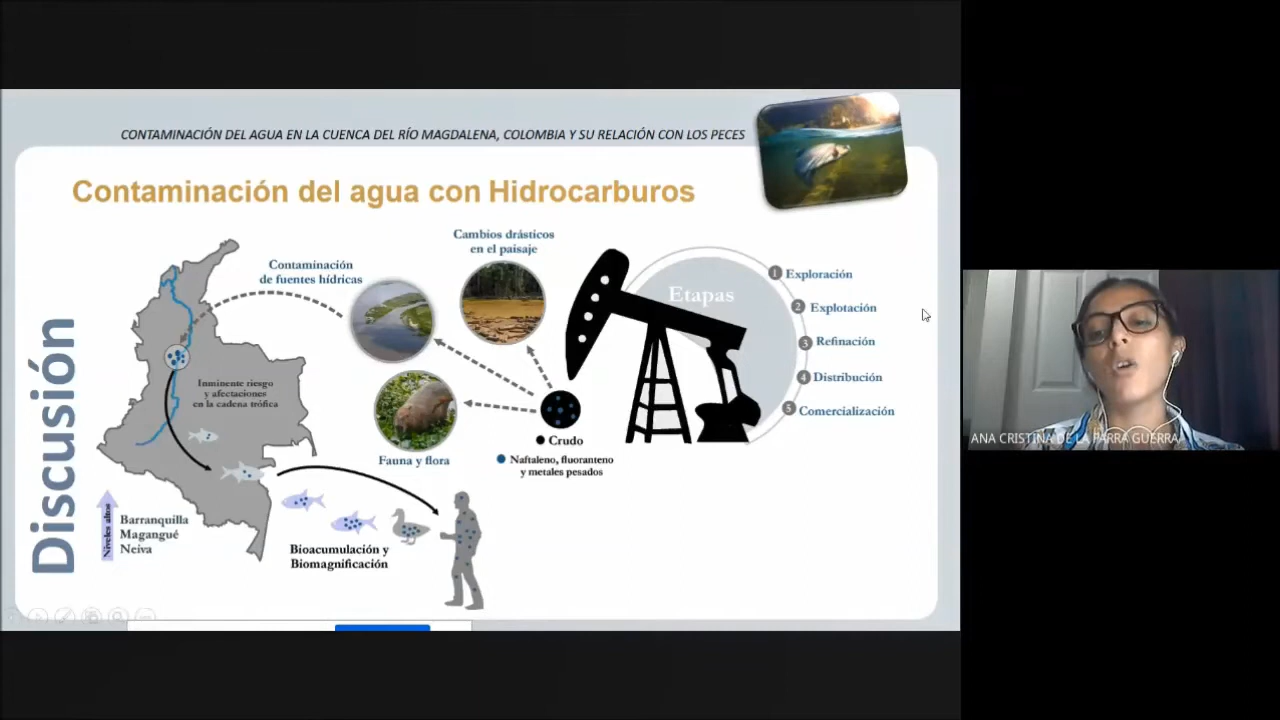 CONTAMINACIÓN DEL AGUA EN LA CUENCA DEL RÍO MAGDALENA, COLOMBIA Y SU RELACIÓN CON LOS PECES
Contaminación del agua con Hidrocarburos
Discusión
Contaminación
de fuentes hídricas
Cambios drásticos
en el paisaje
Fauna y flora
Crudo
Naftaleno, fluoranteno
y metales pesados
Etapas
1 Exploración
2 Explotación
3 Refinación
4 Distribución
5 Comercialización
Inminente riesgo
y afectaciones
en la cadena trófica
Niveles altos
Barranquilla
Magangué
Neiva
Bioacumulación y
Biomagnificación
ANA CRISTINA DE LA PARRA GUERRA